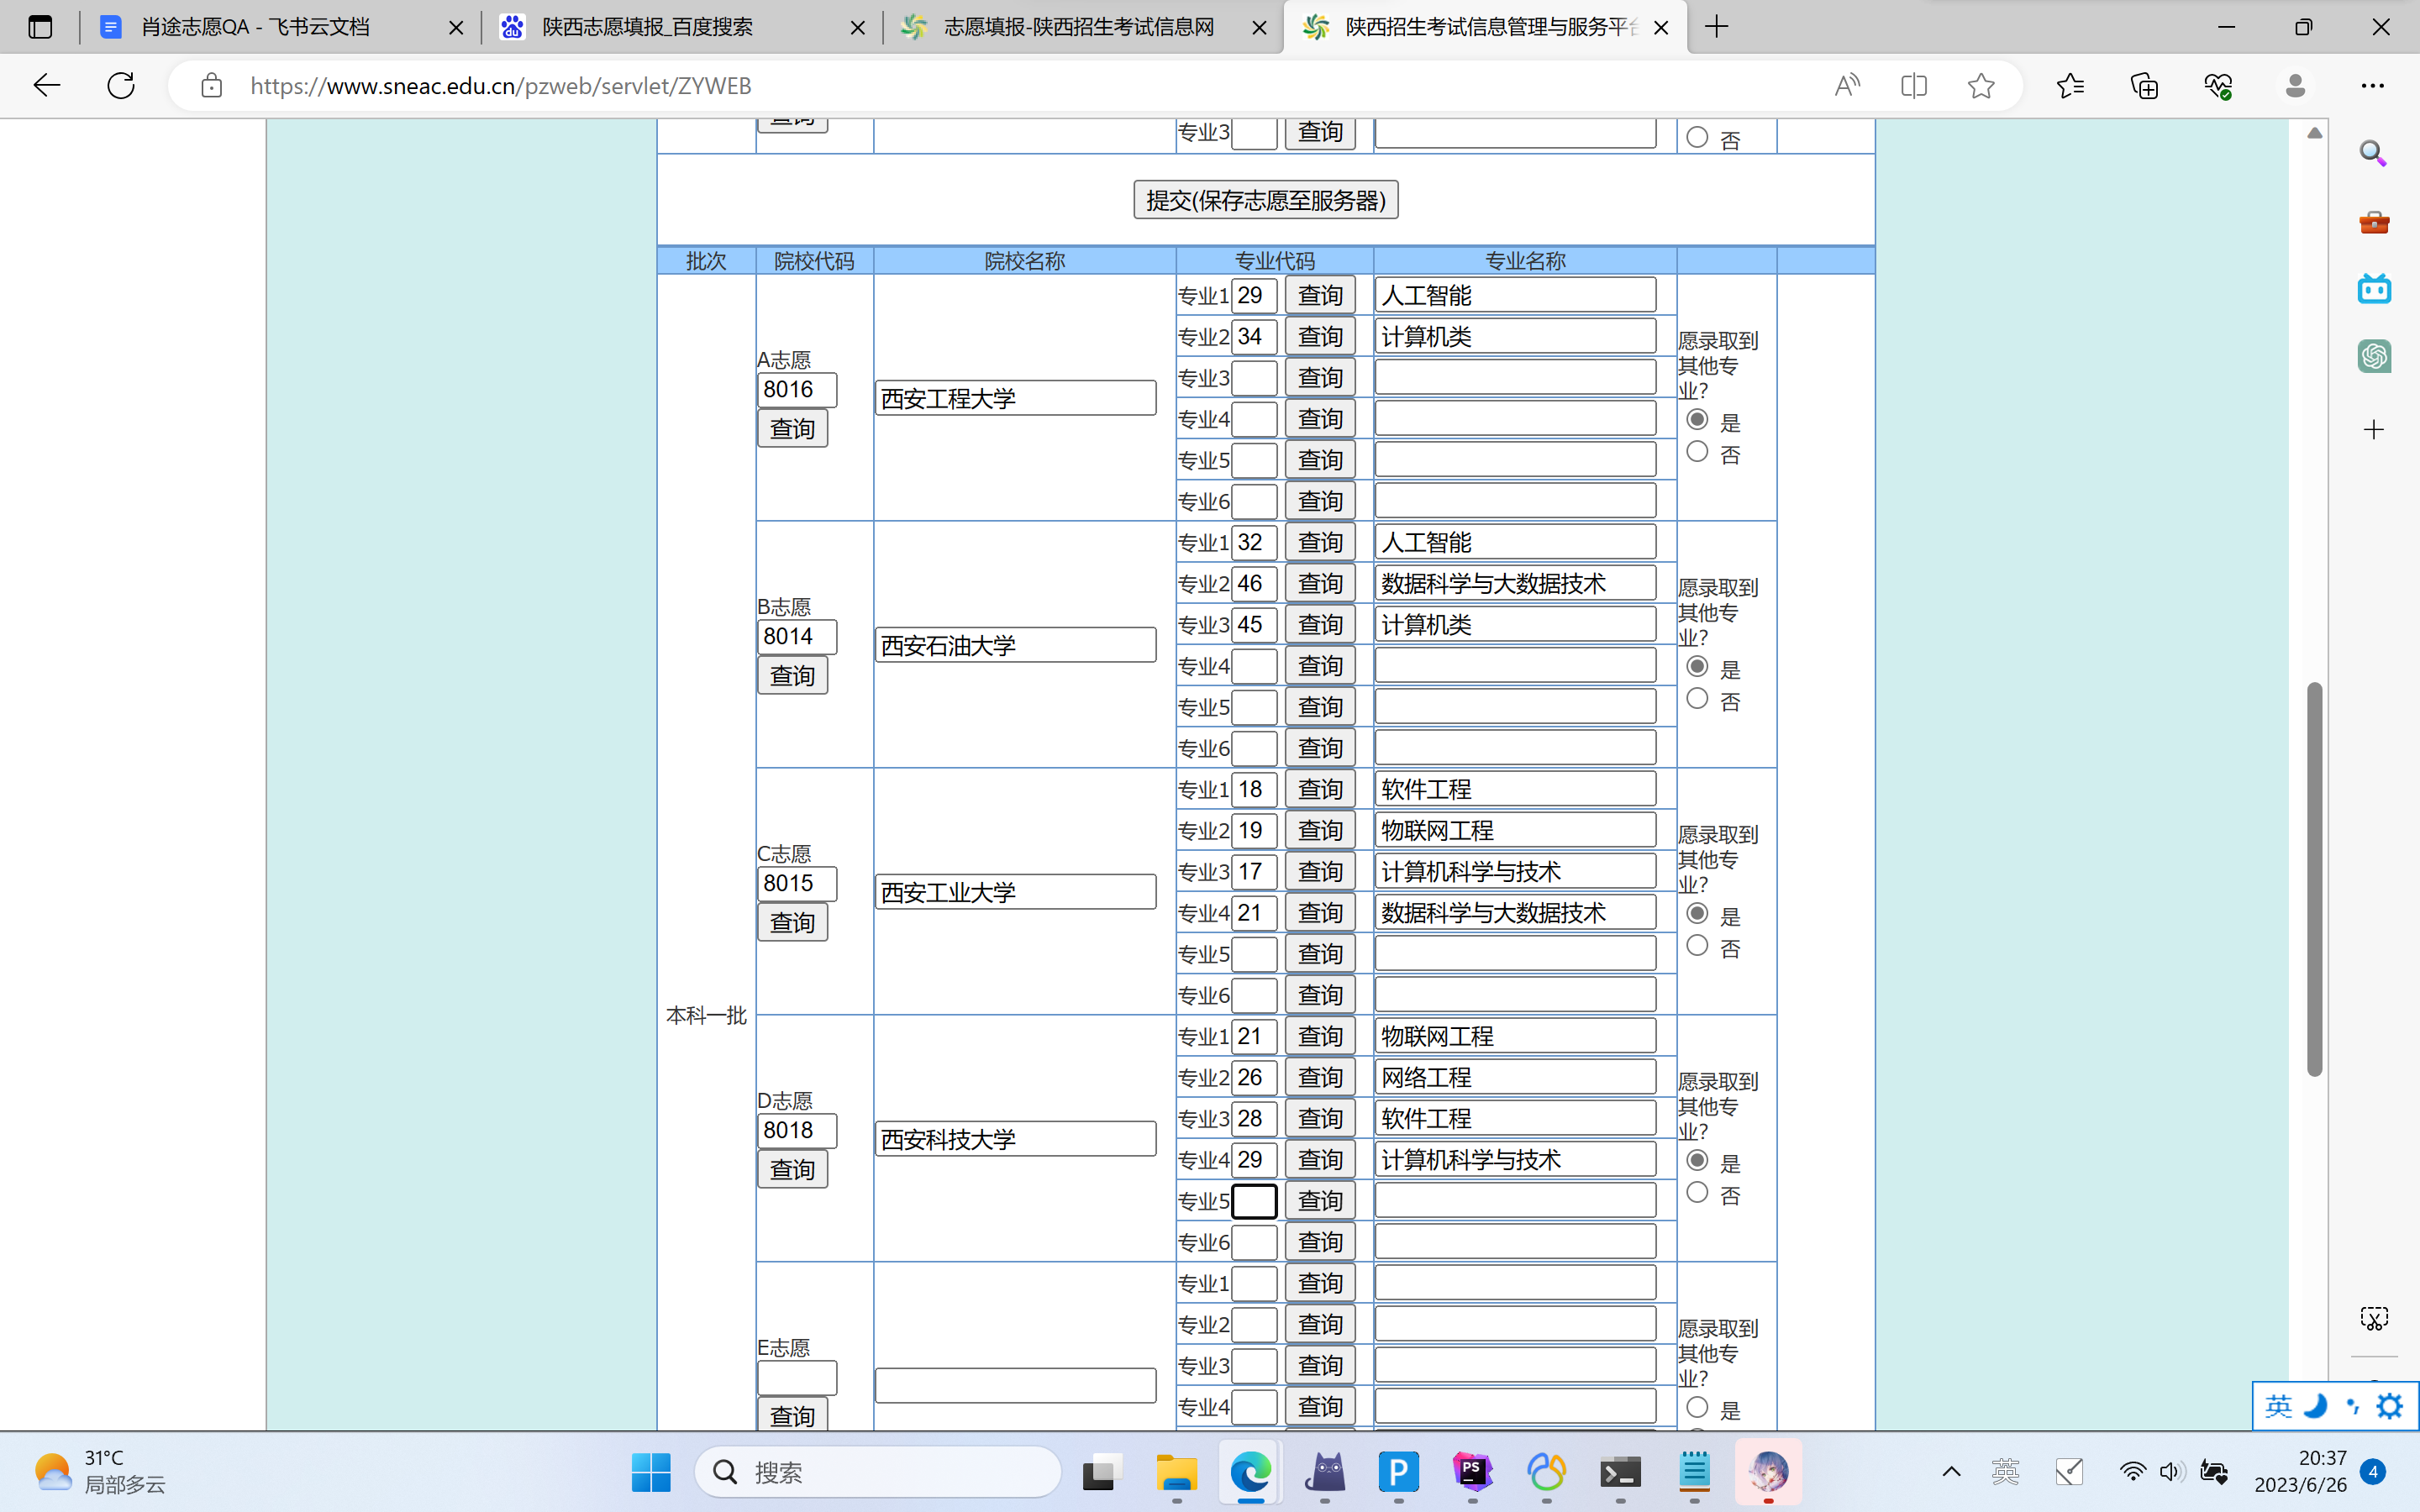 肖途志愿QA - 飞书云文档
陕西志愿填报_百度搜索
志愿填报-陕西招生考试信息网
陕西招生考试信息管理与服务平台
https://www.sneac.edu.cn/pzweb/servlet/ZYWEB
查询 专业3 查询 否
提交(保存志愿至服务器)
批次 院校代码 院校名称 专业代码 专业名称
本科一批
A志愿
8016
查询
西安工程大学
专业1 29 查询 人工智能
专业2 34 查询 计算机类
专业3 查询
专业4 查询
专业5 查询
专业6 查询
愿录取到
其他专
业?
是
否
B志愿
8014
查询
西安石油大学
专业1 32 查询 人工智能
专业2 46 查询 数据科学与大数据技术
专业3 45 查询 计算机类
专业4 查询
专业5 查询
专业6 查询
愿录取到
其他专
业?
是
否
C志愿
8015
查询
西安工业大学
专业1 18 查询 软件工程
专业2 19 查询 物联网工程
专业3 17 查询 计算机科学与技术
专业4 21 查询 数据科学与大数据技术
专业5 查询
专业6 查询
愿录取到
其他专
业?
是
否
D志愿
8018
查询
西安科技大学
专业1 21 查询 物联网工程
专业2 26 查询 网络工程
专业3 28 查询 软件工程
专业4 29 查询 计算机科学与技术
专业5 查询
专业6 查询
愿录取到
其他专
业?
是
否
E志愿
查询
专业1 查询
专业2 查询
专业3 查询
专业4 查询
愿录取到
其他专
业?
是
英
31°C
局部多云
搜索
P
PS
英
20:37
2023/6/26
4